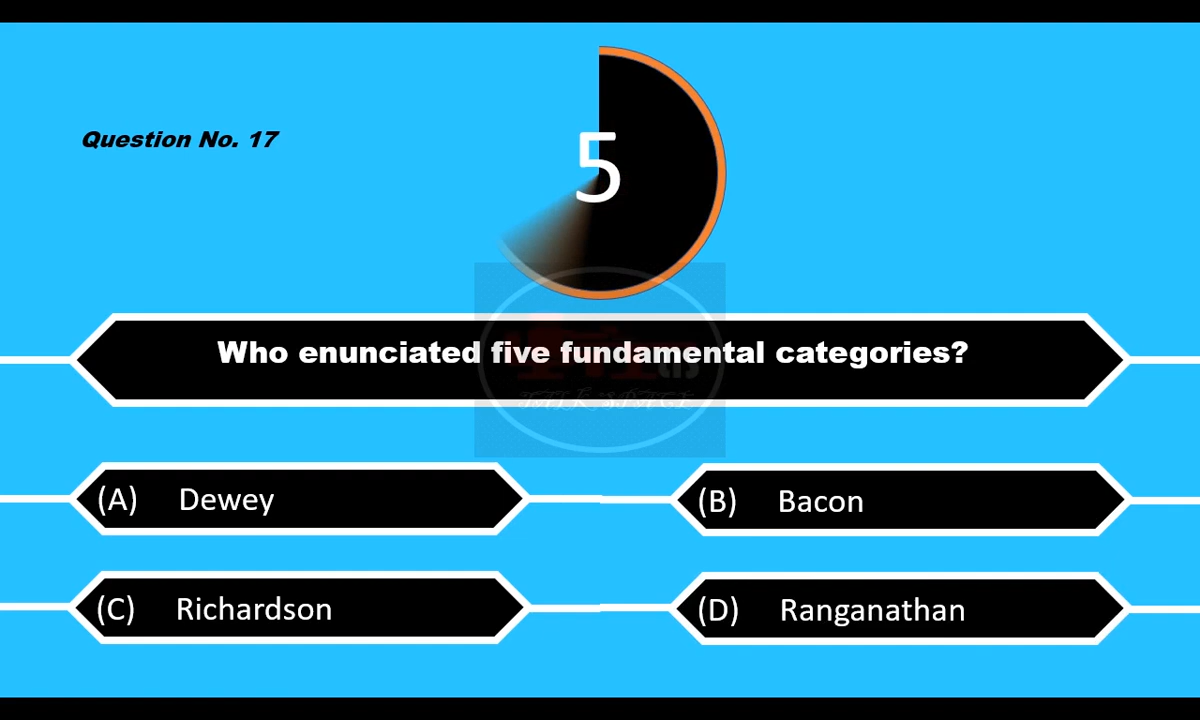 5
Question No. 17
Who enunciated five fundamental categories?
(A) Dewey
(B) Bacon
(C) Richardson
(D) Ranganathan